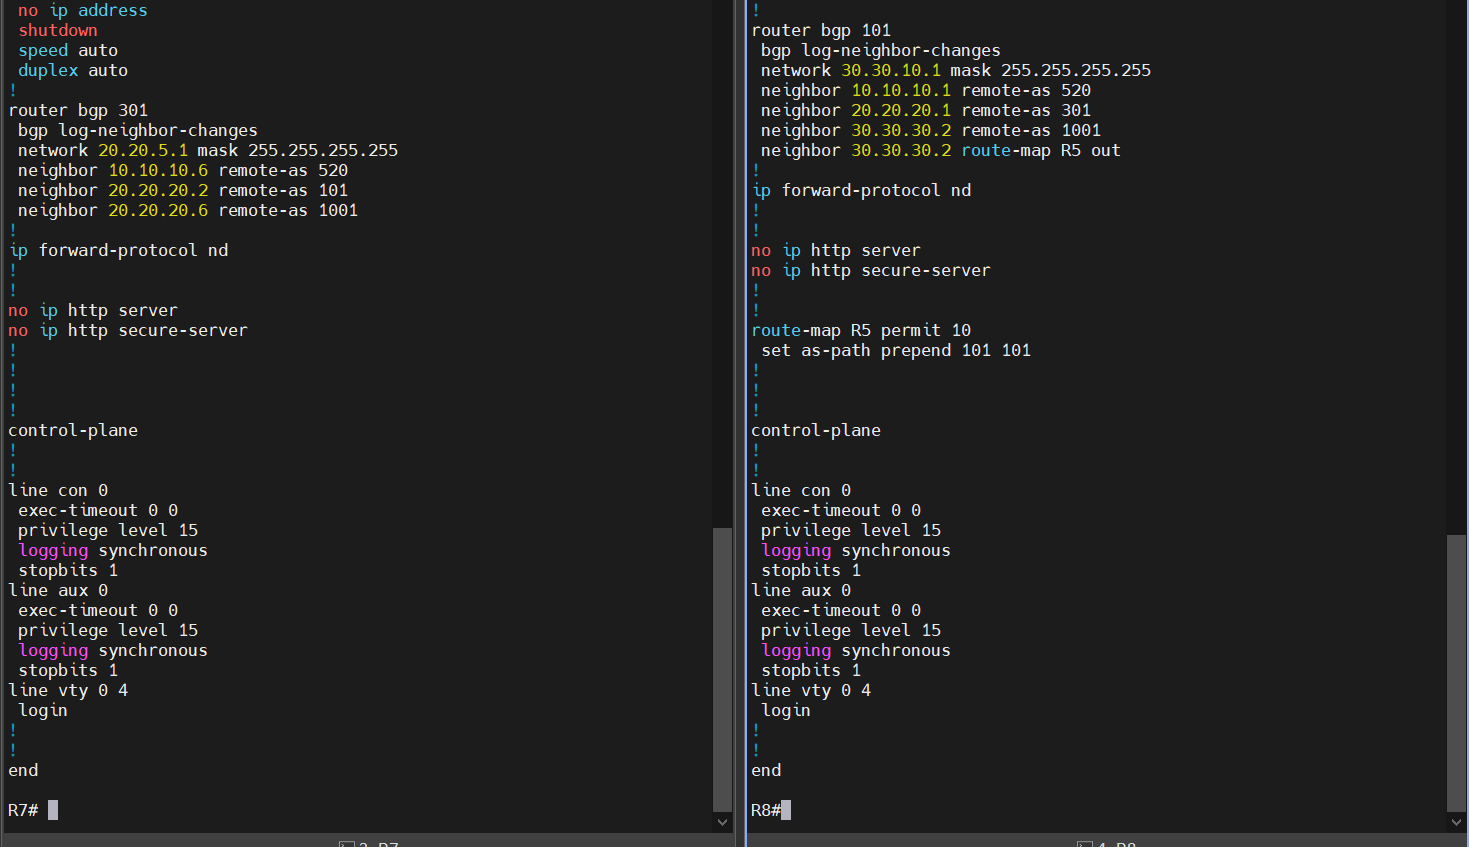 no ip address
shutdown
speed auto
duplex auto
!
router bgp 301
bgp log-neighbor-changes
network 20.20.5.1 mask 255.255.255.255
neighbor 10.10.10.6 remote-as 520
neighbor 20.20.20.2 remote-as 101
neighbor 20.20.20.6 remote-as 1001
!
ip forward-protocol nd
!
!
no ip http server
no ip http secure-server
!
!
!
!
control-plane
!
!
line con 0
exec-timeout 0 0
privilege level 15
logging synchronous
stopbits 1
line aux 0
exec-timeout 0 0
privilege level 15
logging synchronous
stopbits 1
line vty 0 4
login
!
!
end
R7#
!
router bgp 101
bgp log-neighbor-changes
network 30.30.10.1 mask 255.255.255.255
neighbor 10.10.10.1 remote-as 520
neighbor 20.20.20.1 remote-as 301
neighbor 30.30.30.2 remote-as 1001
neighbor 30.30.30.2 route-map R5 out
!
ip forward-protocol nd
!
!
no ip http server
no ip http secure-server
!
!
route-map R5 permit 10
set as-path prepend 101 101
!
!
!
control-plane
!
!
line con 0
exec-timeout 0 0
privilege level 15
logging synchronous
stopbits 1
line aux 0
exec-timeout 0 0
privilege level 15
logging synchronous
stopbits 1
line vty 0 4
login
!
!
end
R8#